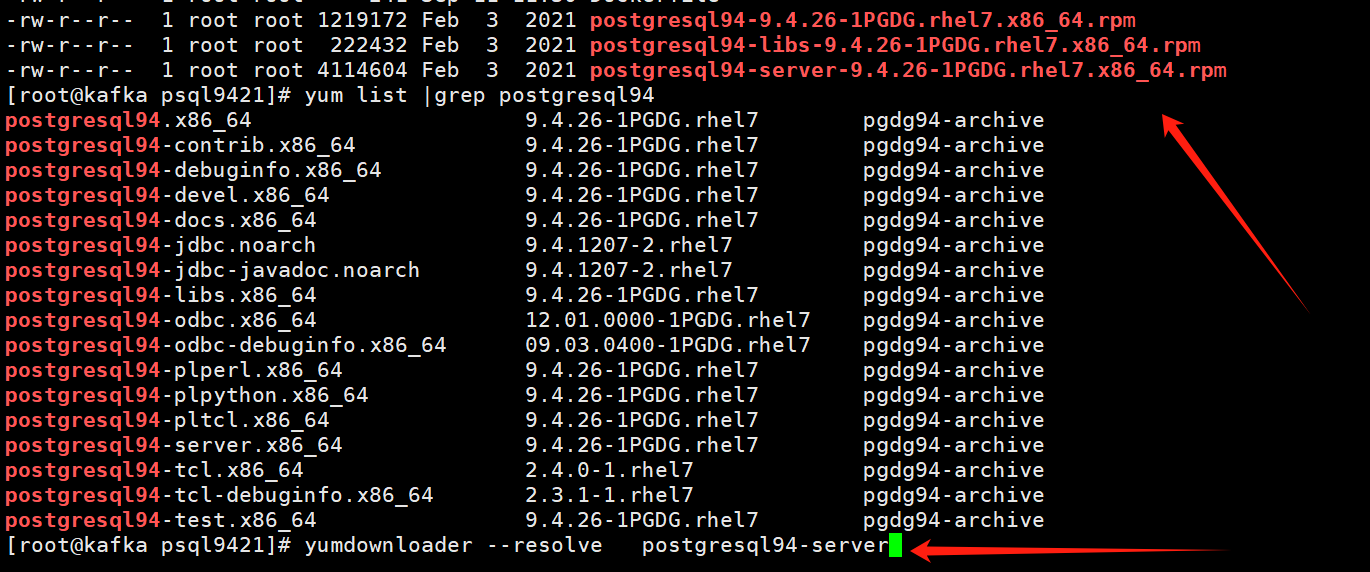 -rw-r--r-- 1 root root 1219172 Feb 3 2021 postgresql94-9.4.26-1PGDG.rhel7.x86_64.rpm
-rw-r--r-- 1 root root 222432 Feb 3 2021 postgresql94-libs-9.4.26-1PGDG.rhel7.x86_64.rpm
-rw-r--r-- 1 root root 4114604 Feb 3 2021 postgresql94-server-9.4.26-1PGDG.rhel7.x86_64.rpm
[root@kafka psql9421]# yum list |grep postgresql94
postgresql94.x86_64 9.4.26-1PGDG.rhel7 pgdg94-archive
postgresql94-contrib.x86_64 9.4.26-1PGDG.rhel7 pgdg94-archive
postgresql94-debuginfo.x86_64 9.4.26-1PGDG.rhel7 pgdg94-archive
postgresql94-devel.x86_64 9.4.26-1PGDG.rhel7 pgdg94-archive
postgresql94-docs.x86_64 9.4.26-1PGDG.rhel7 pgdg94-archive
postgresql94-jdbc.noarch 9.4.1207-2.rhel7 pgdg94-archive
postgresql94-jdbc-javadoc.noarch 9.4.1207-2.rhel7 pgdg94-archive
postgresql94-libs.x86_64 9.4.26-1PGDG.rhel7 pgdg94-archive
postgresql94-odbc.x86_64 12.01.0000-1PGDG.rhel7 pgdg94-archive
postgresql94-odbc-debuginfo.x86_64 09.03.0400-1PGDG.rhel7 pgdg94-archive
postgresql94-plperl.x86_64 9.4.26-1PGDG.rhel7 pgdg94-archive
postgresql94-plpython.x86_64 9.4.26-1PGDG.rhel7 pgdg94-archive
postgresql94-pltcl.x86_64 9.4.26-1PGDG.rhel7 pgdg94-archive
postgresql94-server.x86_64 9.4.26-1PGDG.rhel7 pgdg94-archive
postgresql94-tcl.x86_64 2.4.0-1.rhel7 pgdg94-archive
postgresql94-tcl-debuginfo.x86_64 2.3.1-1.rhel7 pgdg94-archive
postgresql94-test.x86_64 9.4.26-1PGDG.rhel7 pgdg94-archive
[root@kafka psql9421]# yumdownloader --resolve postgresql94-server